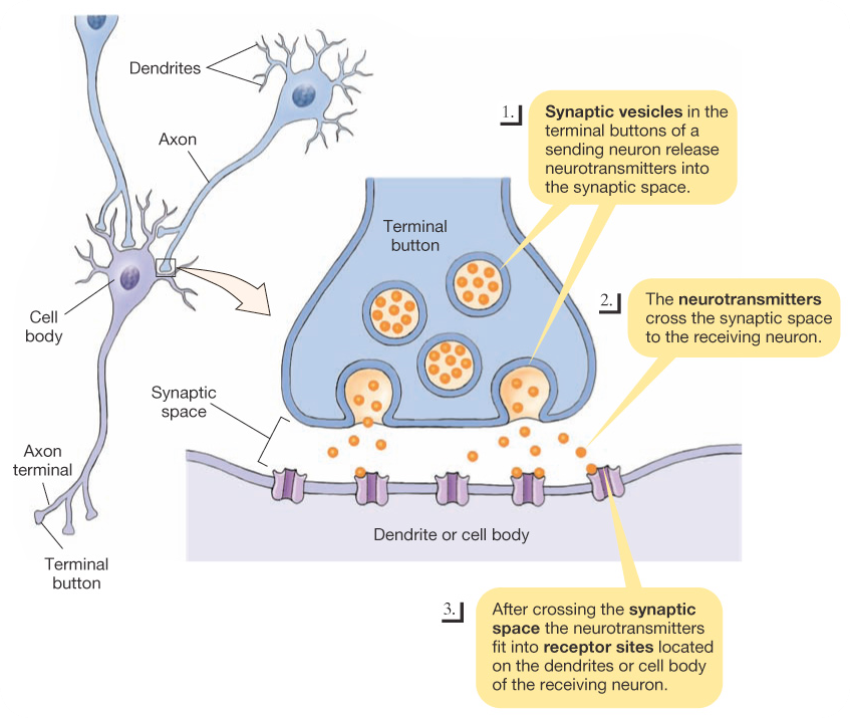 Dendrites
Axon
1.
Synaptic vesicles in the
terminal buttons of a
sending neuron release
neurotransmitters into
the synaptic space.
Terminal
button
2.
The neurotransmitters
cross the synaptic space
to the receiving neuron.
Cell
body
Synaptic
space
Axon
terminal
Terminal
button
Dendrite or cell body
3.
After crossing the synaptic
space the neurotransmitters
fit into receptor sites located
on the dendrites or cell body
of the receiving neuron.